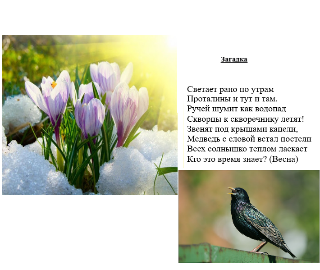 Загадка
Светает рано по утрам
Проталины и тут и там.
Ручей шумит как водопад
Скворцы к скворечнику летят!
Звенят под крышами капели,
Медведь с еловой встал постели
Всех солнышко теплом ласкает
Кто это время знает? (Весна)